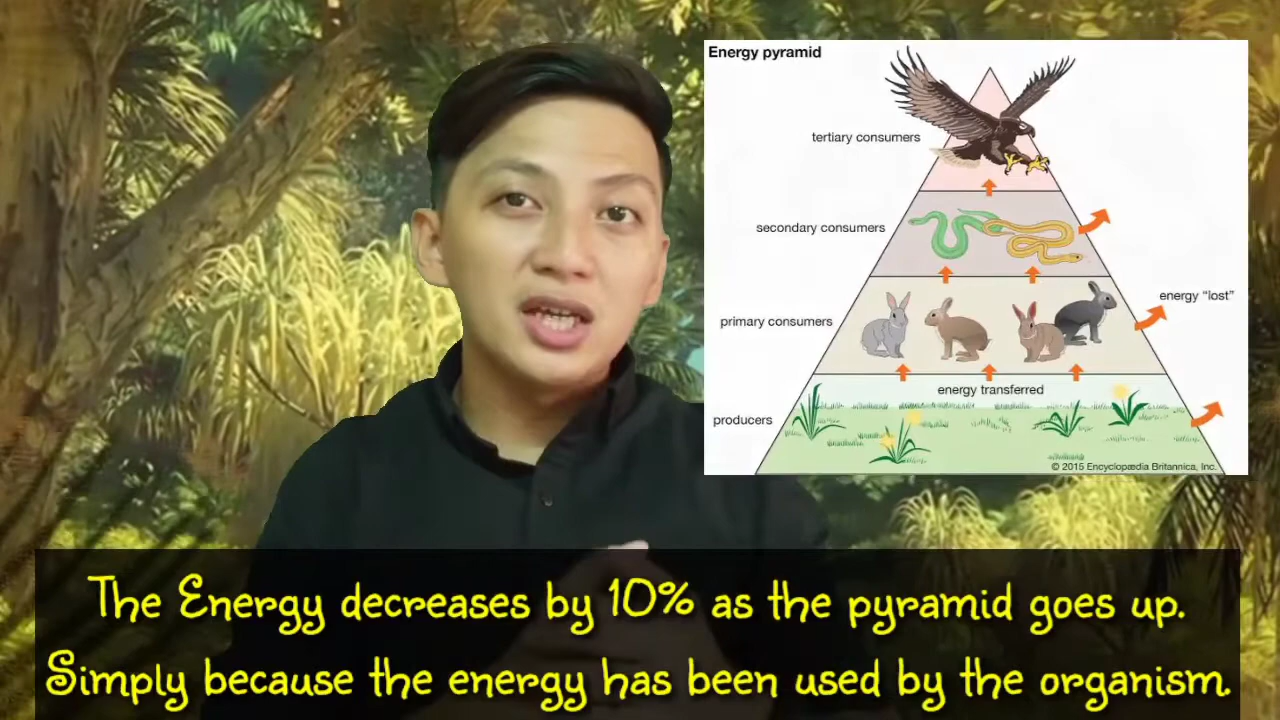 Energy pyramid
tertiary consumers
secondary consumers
energy “lost”
primary consumers
energy transferred
producers
© 2015 Encyclopædia Britannica, Inc.
The Energy decreases by 10% as the pyramid goes up.
Simply because the energy has been used by the organism.